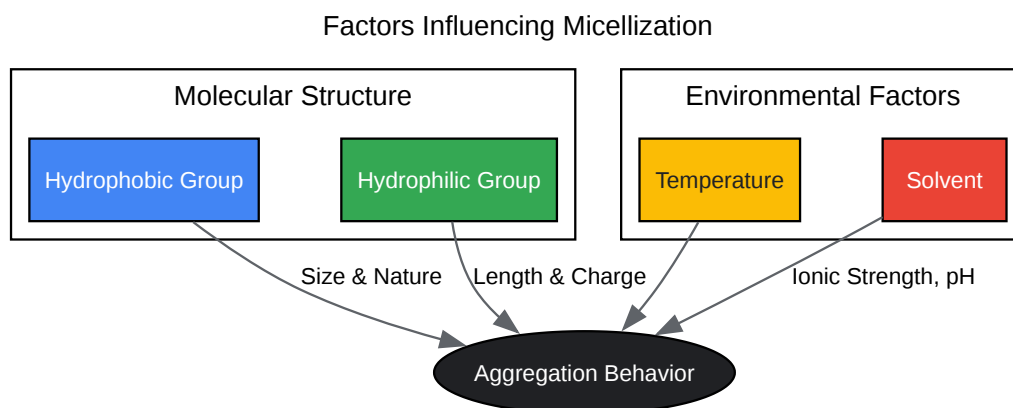 Factors Influencing Micellization
Molecular Structure
Environmental Factors
Hydrophobic Group
Hydrophilic Group
Temperature
Solvent
Size & Nature
Length & Charge
Ionic Strength, pH
Aggregation Behavior